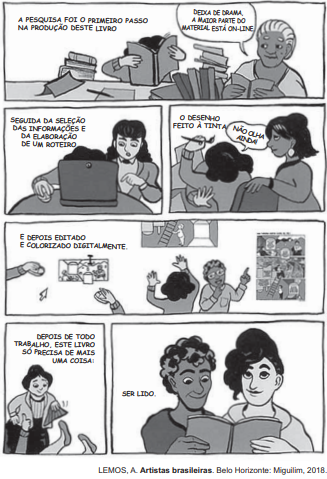 A PESQUISA FOI O PRIMEIRO PASSO
NA PRODUÇÃO DESTE LIVRO
DEIXA DE DRAMA,
A MAIOR PARTE DO
MATERIAL ESTÁ ON-LINE.
SEGUIDA DA SELEÇÃO
DAS INFORMAÇÕES E
DA ELABORAÇÃO
DE UM ROTEIRO
O DESENHO
FEITO À TINTA
NÃO OLHA
AINDA!
E DEPOIS EDITADO
E COLORIZADO DIGITALMENTE.
DEPOIS DE TODO
TRABALHO, ESTE LIVRO
SÓ PRECISA DE MAIS
UMA COISA:
SER LIDO.
LEMOS, A. Artistas brasileiras. Belo Horizonte: Miguilim, 2018.